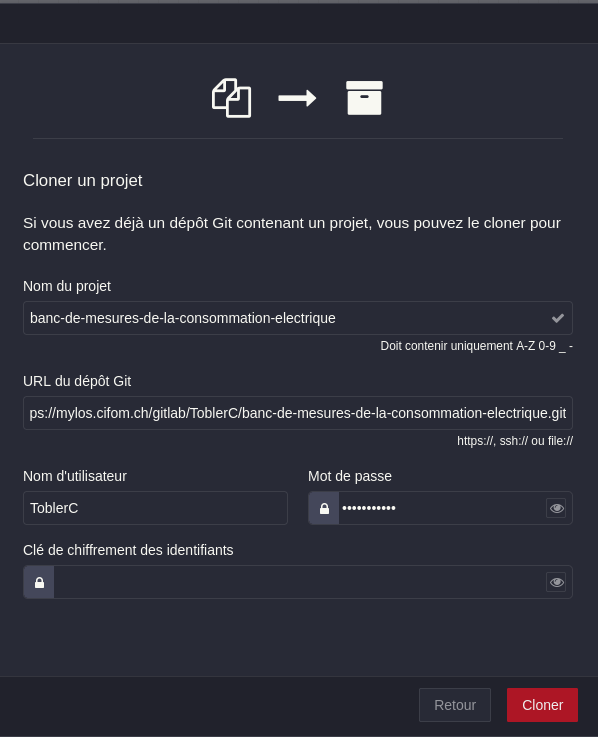 Cloner un projet
Si vous avez déjà un dépôt Git contenant un projet, vous pouvez le cloner pour
commencer.
Nom du projet
banc-de-mesures-de-la-consommation-electrique
Doit contenir uniquement A-Z 0-9 _ -
URL du dépôt Git
ps://mylos.cifom.ch/gitlab/ToblerC/banc-de-mesures-de-la-consommation-electrique.git
https://, ssh:// ou file://
Nom d'utilisateur
Mot de passe
ToblerC
•••••••••••
Clé de chiffrement des identifiants
Retour
Cloner